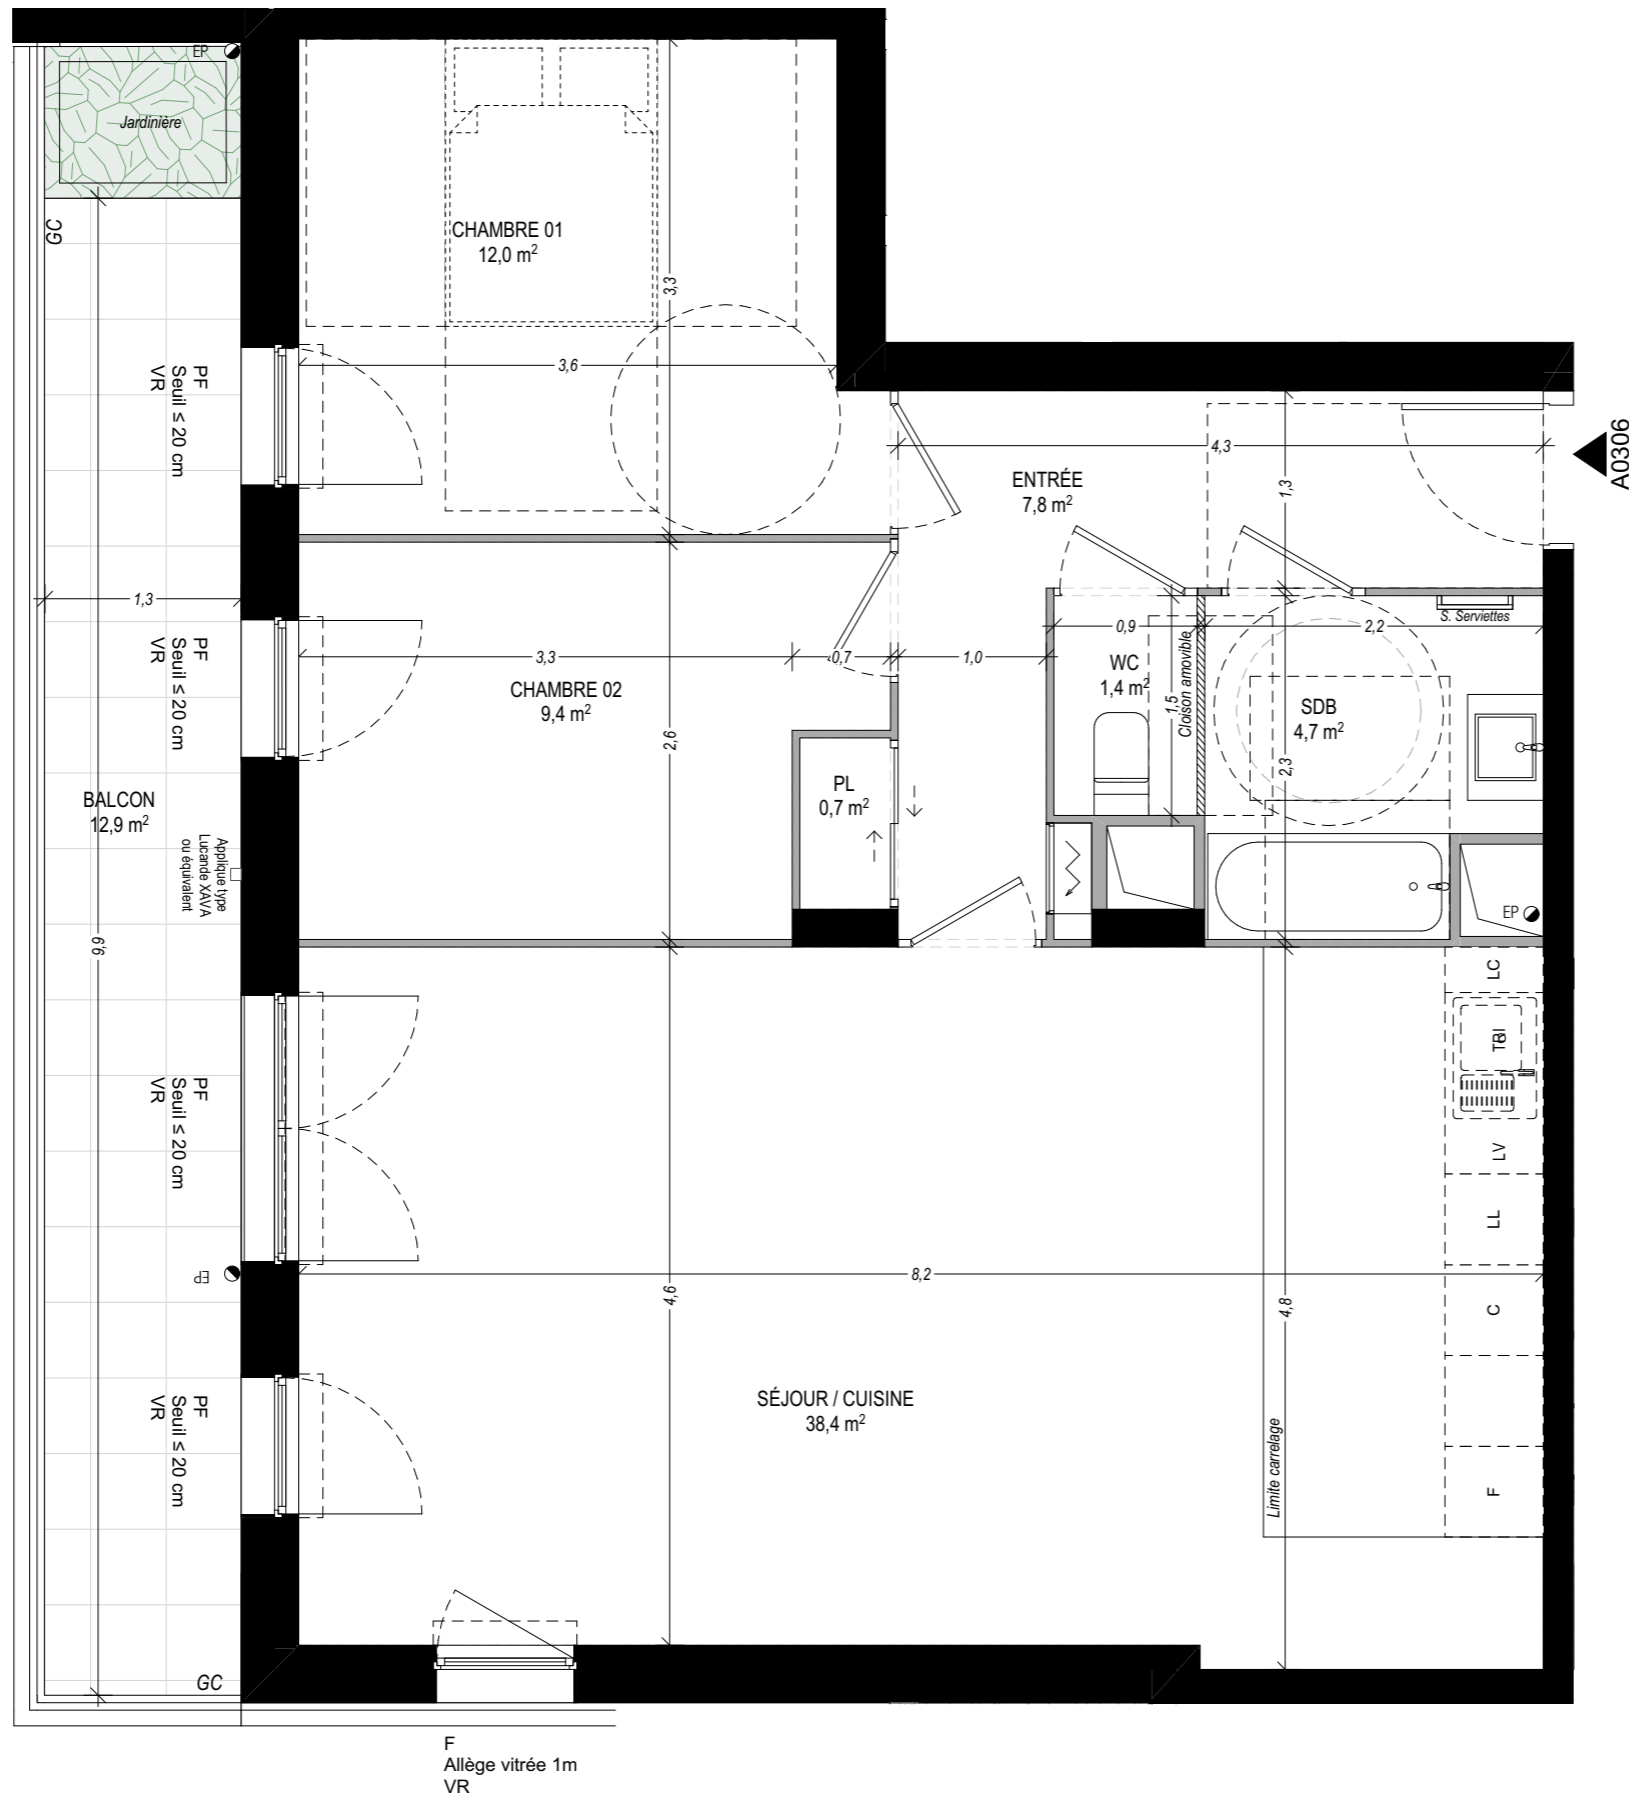 EP
Jardinière
GC
CHAMBRE 01
12,0 m²
3,3
3,6
PF
Seuil ≤ 20 cm
VR
4,3
A0306
ENTRÉE
7,8 m²
1,3
1,3
PF
Seuil ≤ 20 cm
VR
3,3
0,7
1,0
0,9
2,2
S. Serviettes
CHAMBRE 02
9,4 m²
2,6
WC
1,4 m²
1,5
Cloison amovible
SDB
4,7 m²
2,3
PL
0,7 m²
BALCON
12,9 m²
Applique type
Lucande XAVA
ou équivalent
EP
9,9
LC
TRI
LV
LL
C
F
PF
Seuil ≤ 20 cm
VR
EP
8,2
4,6
4,8
SÉJOUR / CUISINE
38,4 m²
Limite carrelage
PF
Seuil ≤ 20 cm
VR
GC
F
Allège vitrée 1m
VR